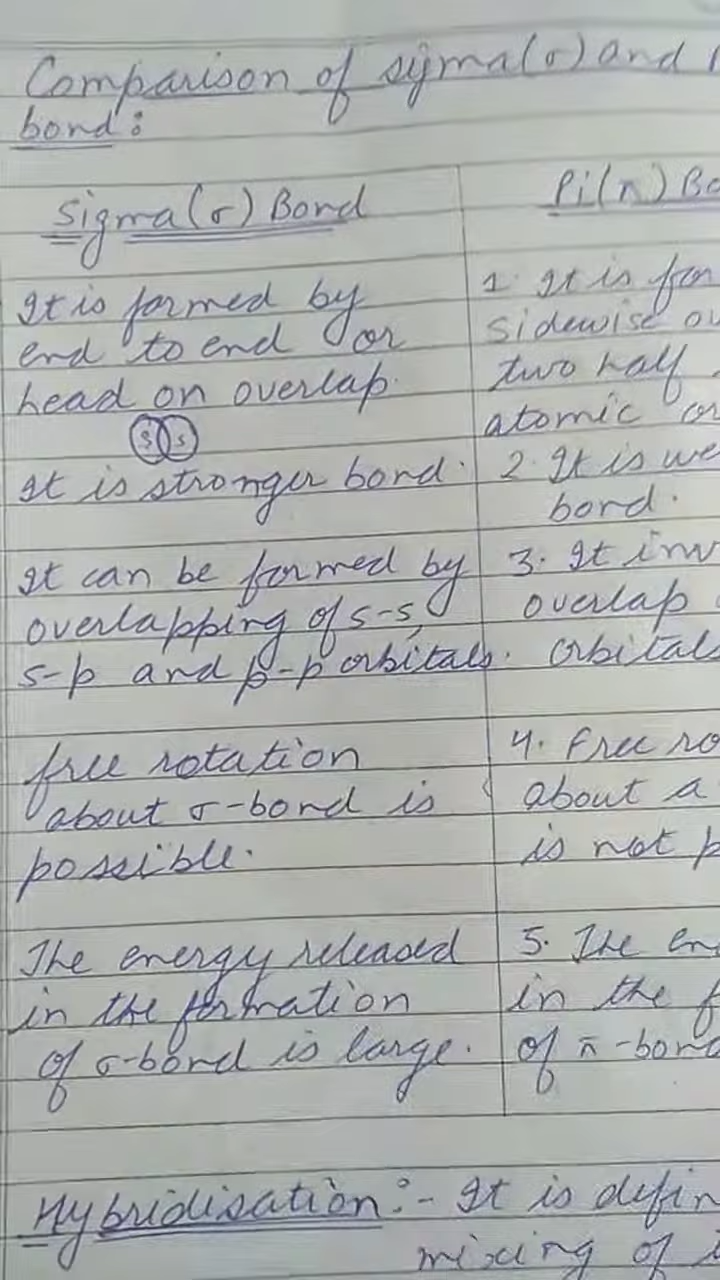 Comparison of sigma(σ) and
bond:
Sigma(σ) Bond
Pi(π) Bo
It is formed by
end to end or
head on overlap.
S S
It is stronger bond.
It can be formed by
overlapping of s-s,
s-p and p-p orbitals.
free rotation
about σ-bond is
possible.
The energy released
in the formation
of σ-bond is large.
1. It is for
sidewise ov
two half
atomic or
2. It is we
bond.
3. It inv
overlap
orbitals
4. Free ro
about a
is not p
5. The en
in the f
of π-bond
Hybridisation:- It is defin
mixing of